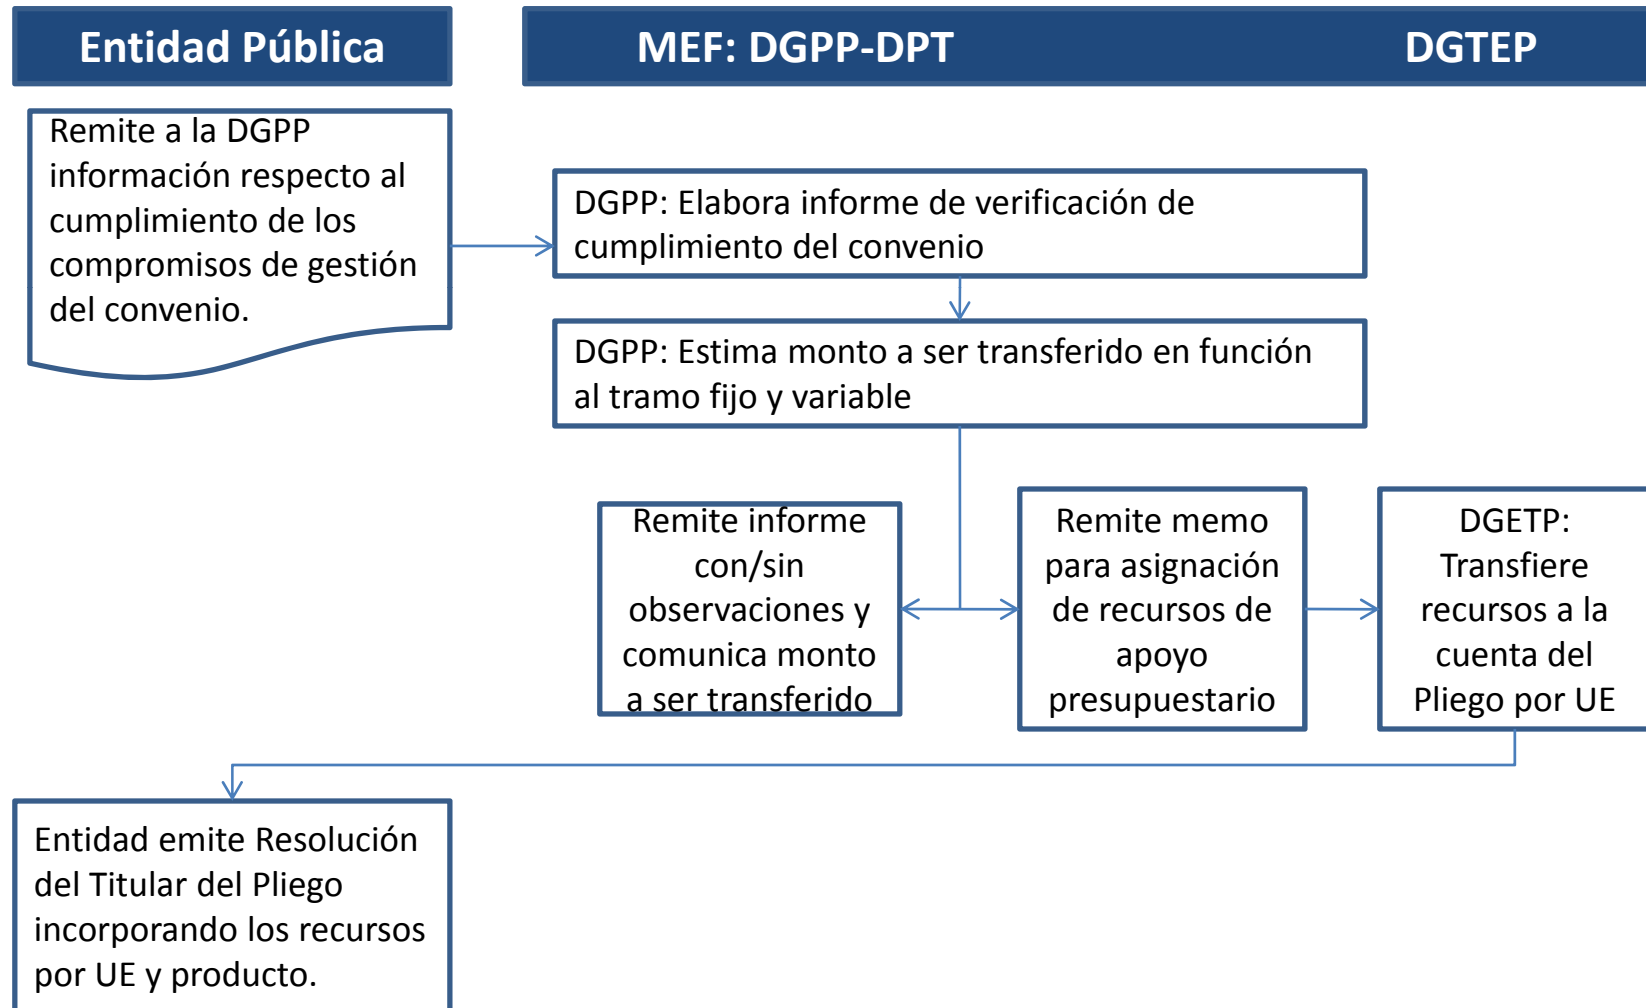 Entidad Pública
MEF: DGPP-DPT
DGTEP
Remite a la DGPP
información respecto al
cumplimiento de los
compromisos de gestión
del convenio.
DGPP: Elabora informe de verificación de
cumplimiento del convenio
DGPP: Estima monto a ser transferido en función
al tramo fijo y variable
Remite informe
con/sin
observaciones y
comunica monto
a ser transferido
Remite memo
para asignación
de recursos de
apoyo
presupuestario
DGETP:
Transfiere
recursos a la
cuenta del
Pliego por UE
Entidad emite Resolución
del Titular del Pliego
incorporando los recursos
por UE y producto.